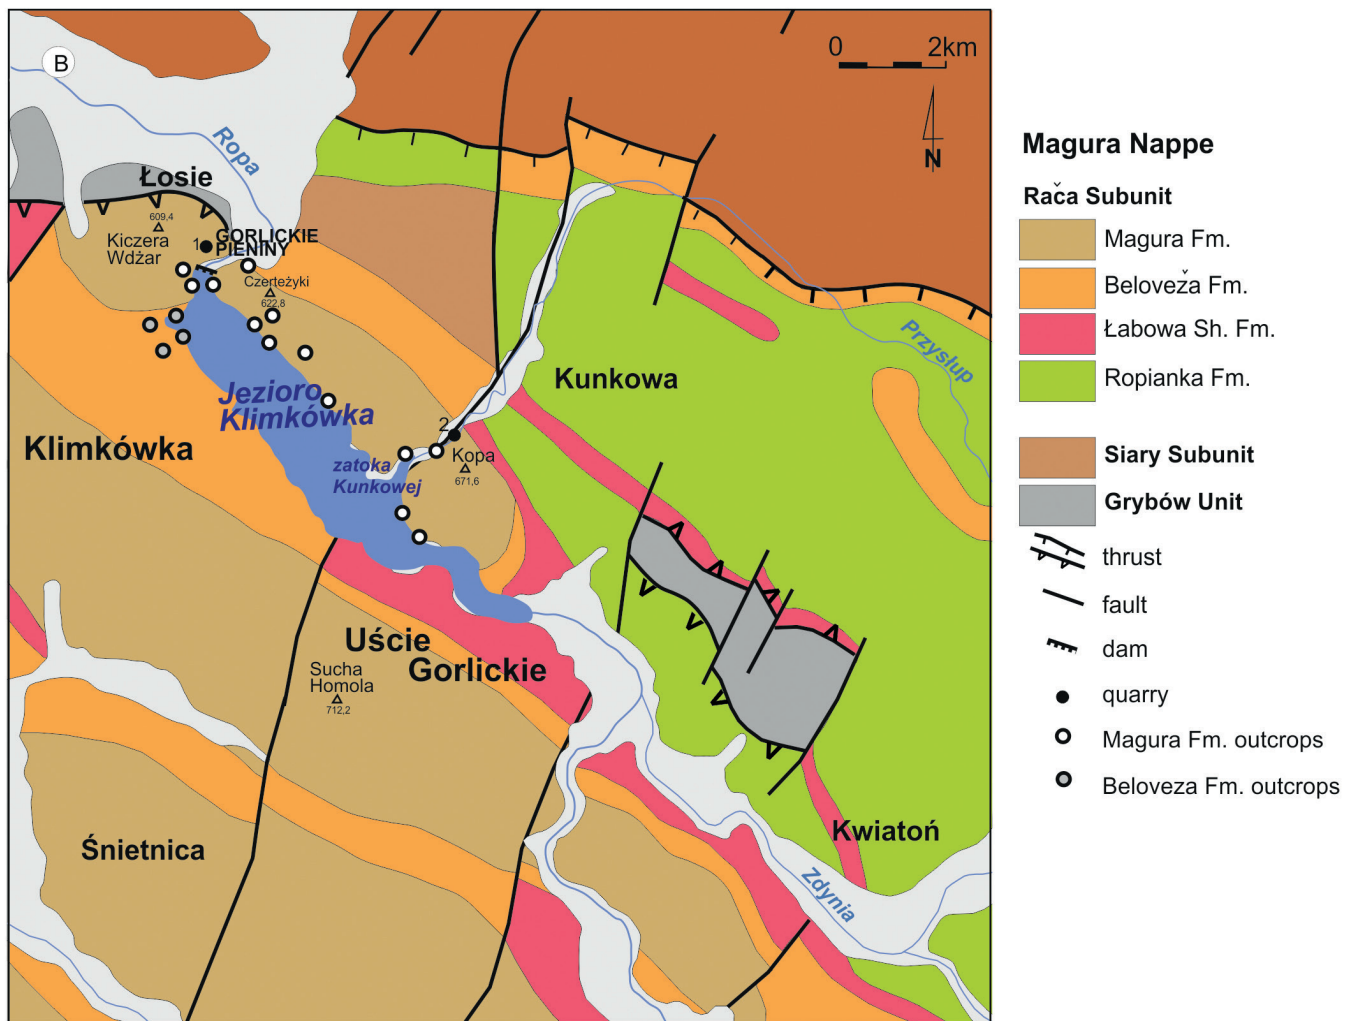 B
0 2km
N
Ropa
Łosie
609,4
Kiczera
Wdżar
1
GORLICKIE
PIENINY
Czerteżyki
622,8
Przysłup
Kunkowa
Jezioro
Klimkówka
Klimkówka
2
Kopa
671,6
zatoka
Kunkowej
Uście
Gorlickie
Sucha
Homola
712,2
Śnietnica
Kwiatoń
Zdynia
Magura Nappe
Rača Subunit
Magura Fm.
Beloveža Fm.
Łabowa Sh. Fm.
Ropianka Fm.
Siary Subunit
Grybów Unit
thrust
fault
dam
quarry
Magura Fm. outcrops
Beloveza Fm. outcrops